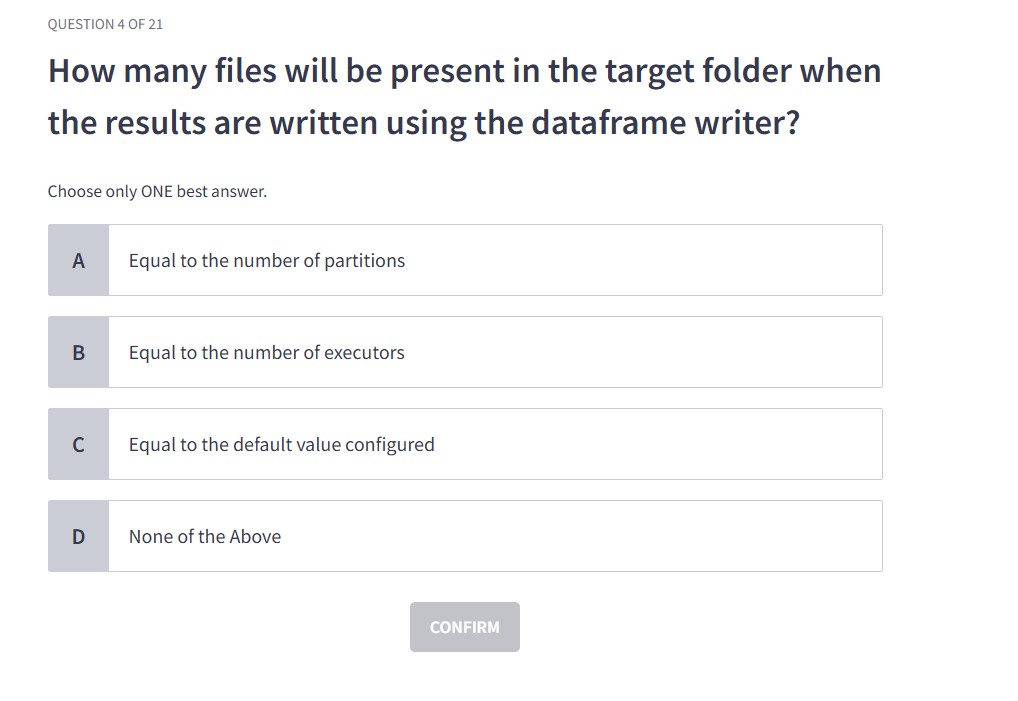 QUESTION 4 OF 21
How many files will be present in the target folder when
the results are written using the dataframe writer?
Choose only ONE best answer.
A Equal to the number of partitions
B Equal to the number of executors
C Equal to the default value configured
D None of the Above
CONFIRM